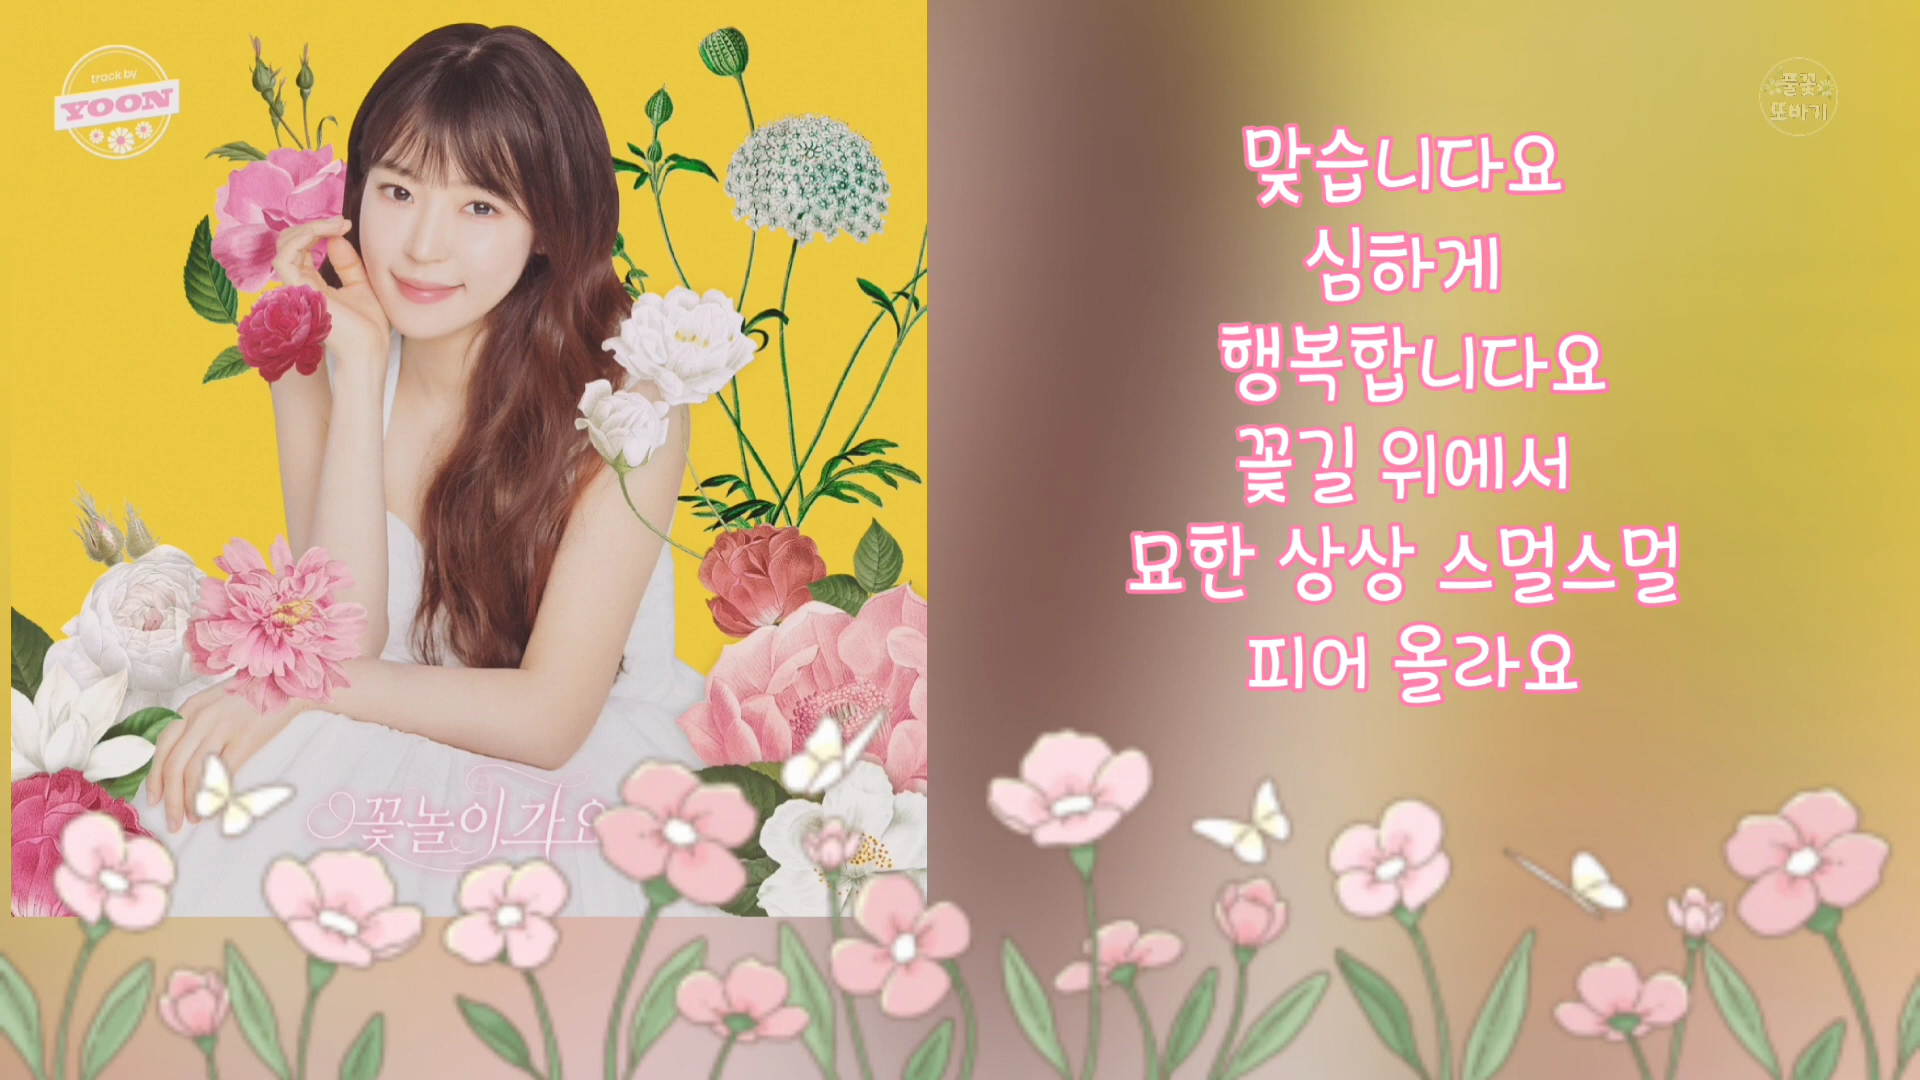 track by
YOON
풀꽃
또바기
맞습니다요
심하게
행복합니다요
꽃길 위에서
묘한 상상 스멀스멀
피어 올라요
꽃놀이가요